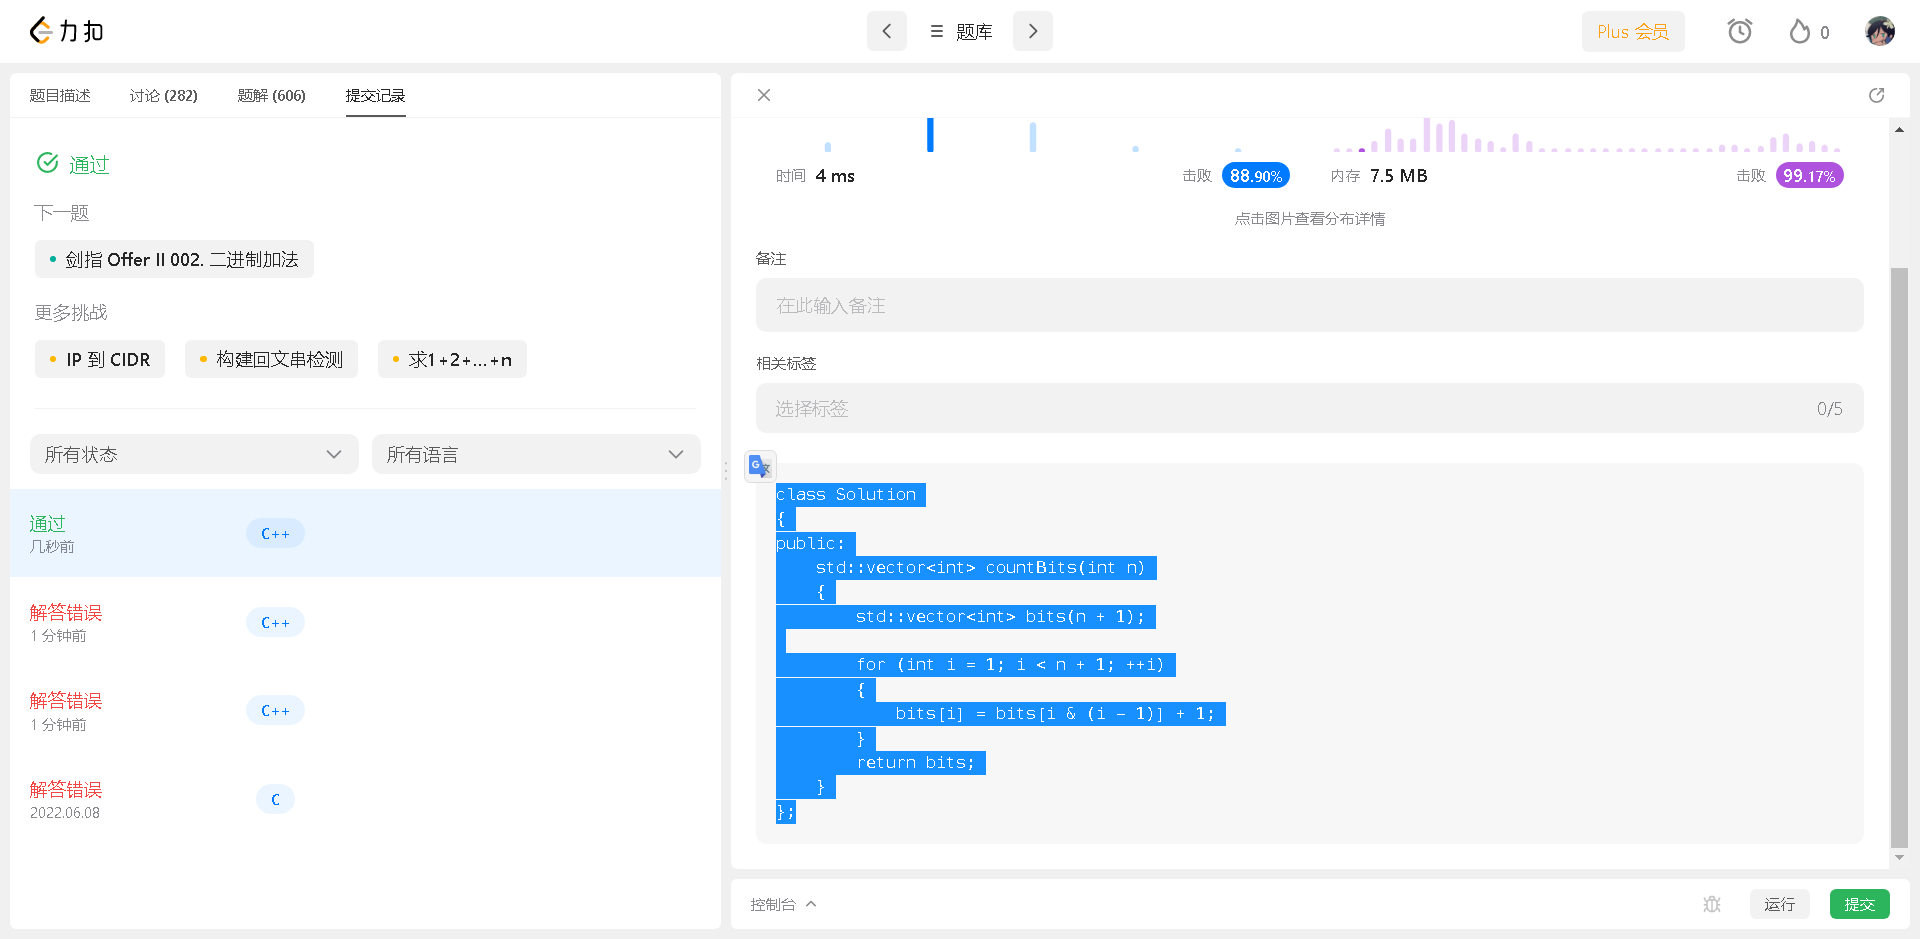 力扣
题库
Plus 会员
0
题目描述
讨论 (282)
题解 (606)
提交记录
通过
下一题
剑指 Offer II 002. 二进制加法
更多挑战
IP 到 CIDR
构建回文串检测
求1+2+…+n
所有状态
所有语言
通过
几秒前
C++
解答错误
1 分钟前
C++
解答错误
1 分钟前
C++
解答错误
2022.06.08
C
时间 4 ms
击败 88.90%
内存 7.5 MB
击败 99.17%
点击图片查看分布详情
备注
在此输入备注
相关标签
选择标签
0/5
class Solution
{
public:
    std::vector<int> countBits(int n)
    {
        std::vector<int> bits(n + 1);
        for (int i = 1; i < n + 1; ++i)
        {
            bits[i] = bits[i & (i - 1)] + 1;
        }
        return bits;
    }
};
控制台
运行
提交